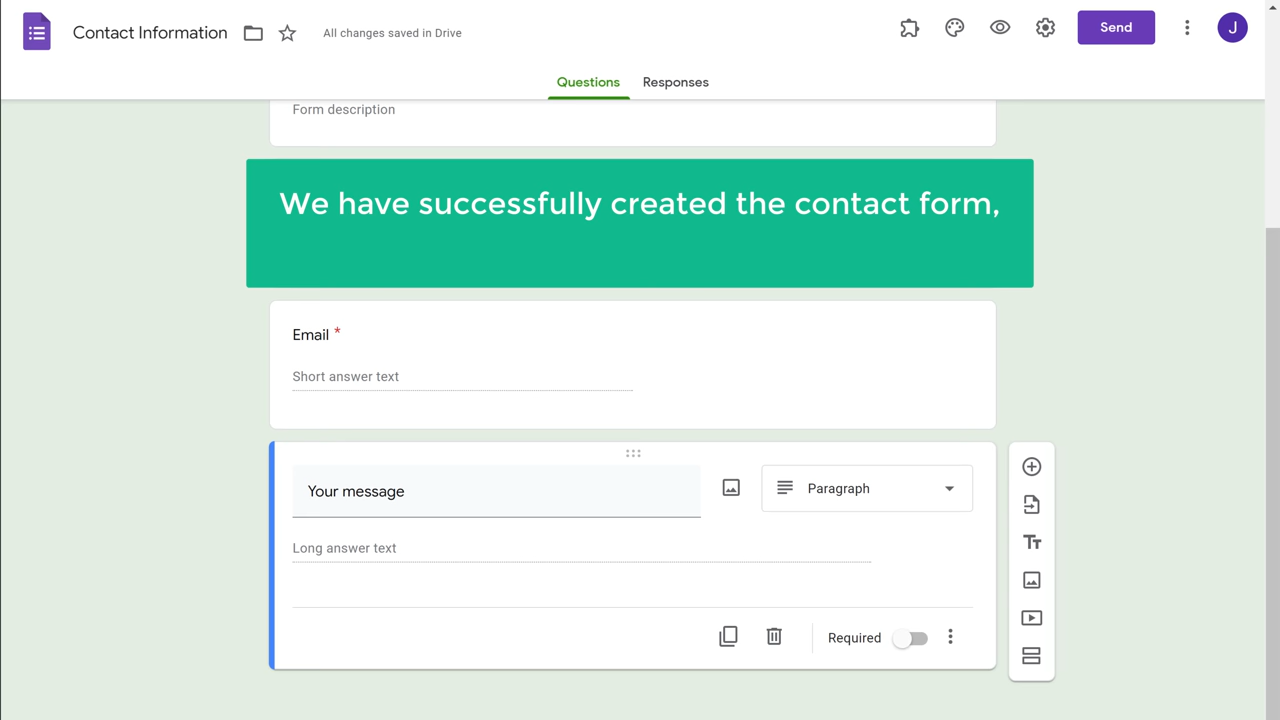 Contact Information
All changes saved in Drive
Send
J
Questions
Responses
Form description
We have successfully created the contact form,
Email *
Short answer text
Your message
Paragraph
Long answer text
Required
Tт